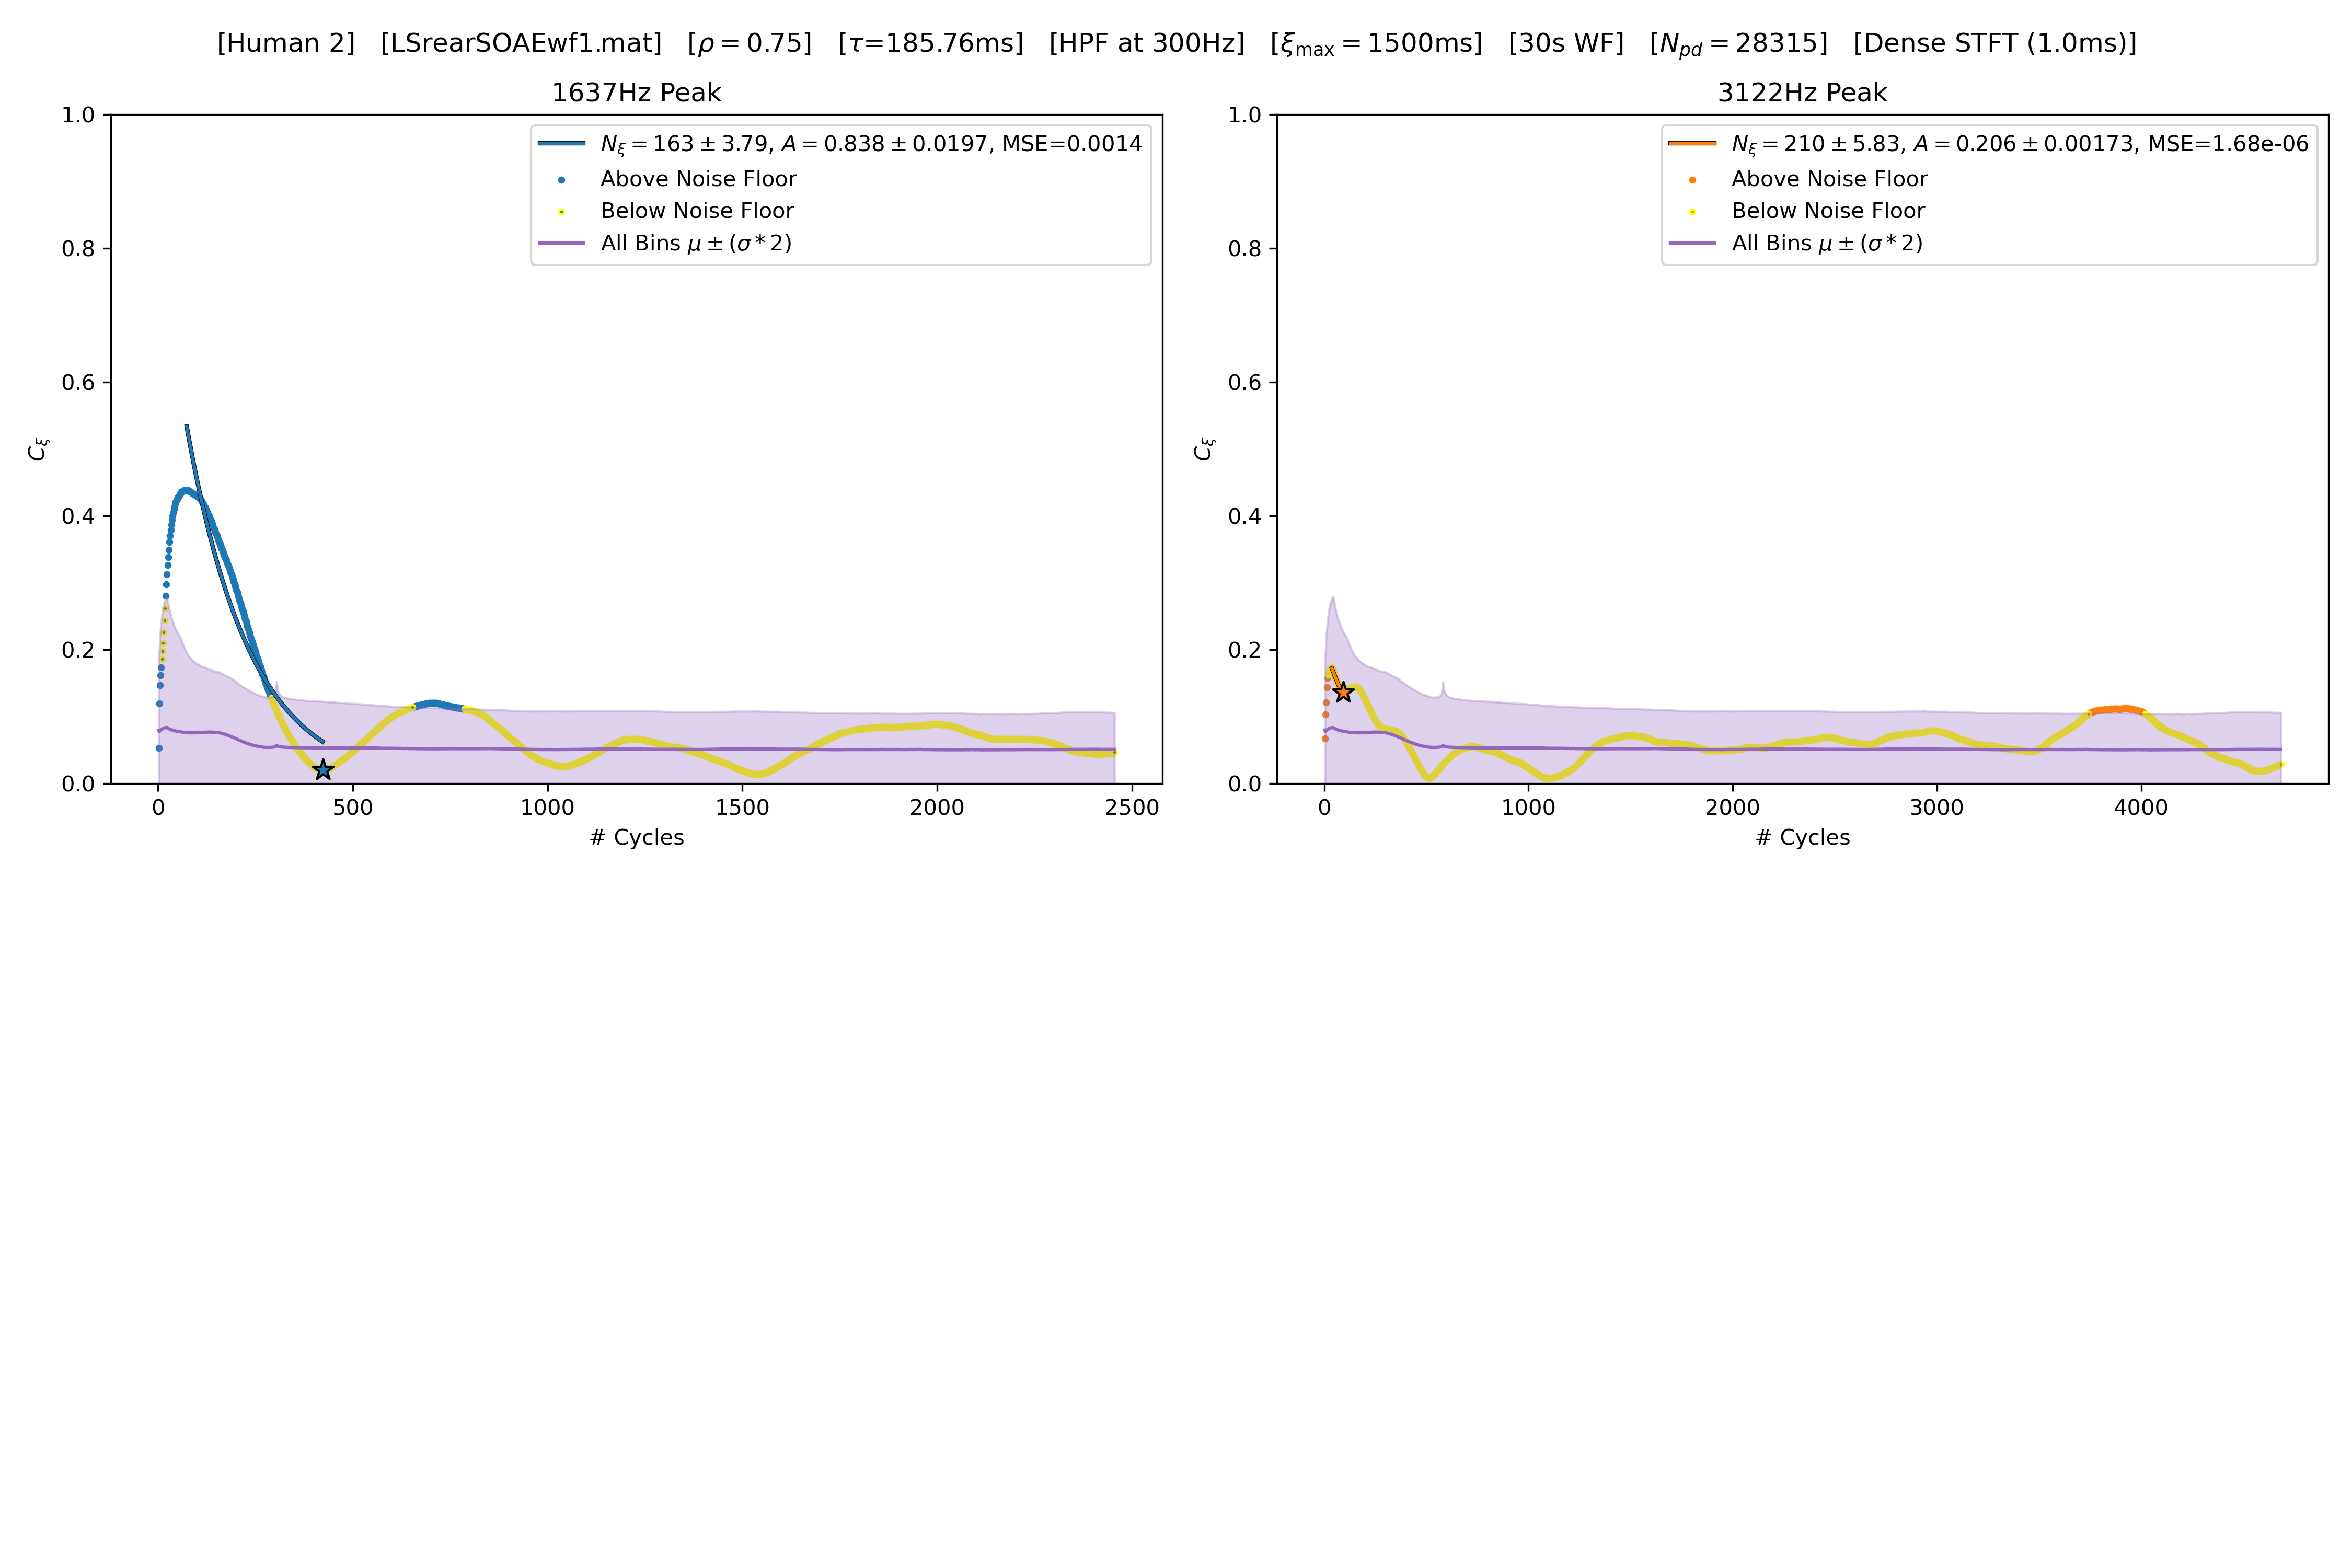 [Human 2] [LSrearSOAEwf1.mat] [ρ = 0.75] [τ=185.76ms] [HPF at 300Hz] [ξmax = 1500ms] [30s WF] [Npd = 28315] [Dense STFT (1.0ms)]
1637Hz Peak
1.0
0.8
0.6
0.4
0.2
0.0
Cξ
Nξ = 163 ± 3.79, A = 0.838 ± 0.0197, MSE=0.0014
Above Noise Floor
Below Noise Floor
All Bins μ ± (σ * 2)
0 500 1000 1500 2000 2500
# Cycles
3122Hz Peak
1.0
0.8
0.6
0.4
0.2
0.0
Cξ
Nξ = 210 ± 5.83, A = 0.206 ± 0.00173, MSE=1.68e-06
Above Noise Floor
Below Noise Floor
All Bins μ ± (σ * 2)
0 1000 2000 3000 4000
# Cycles